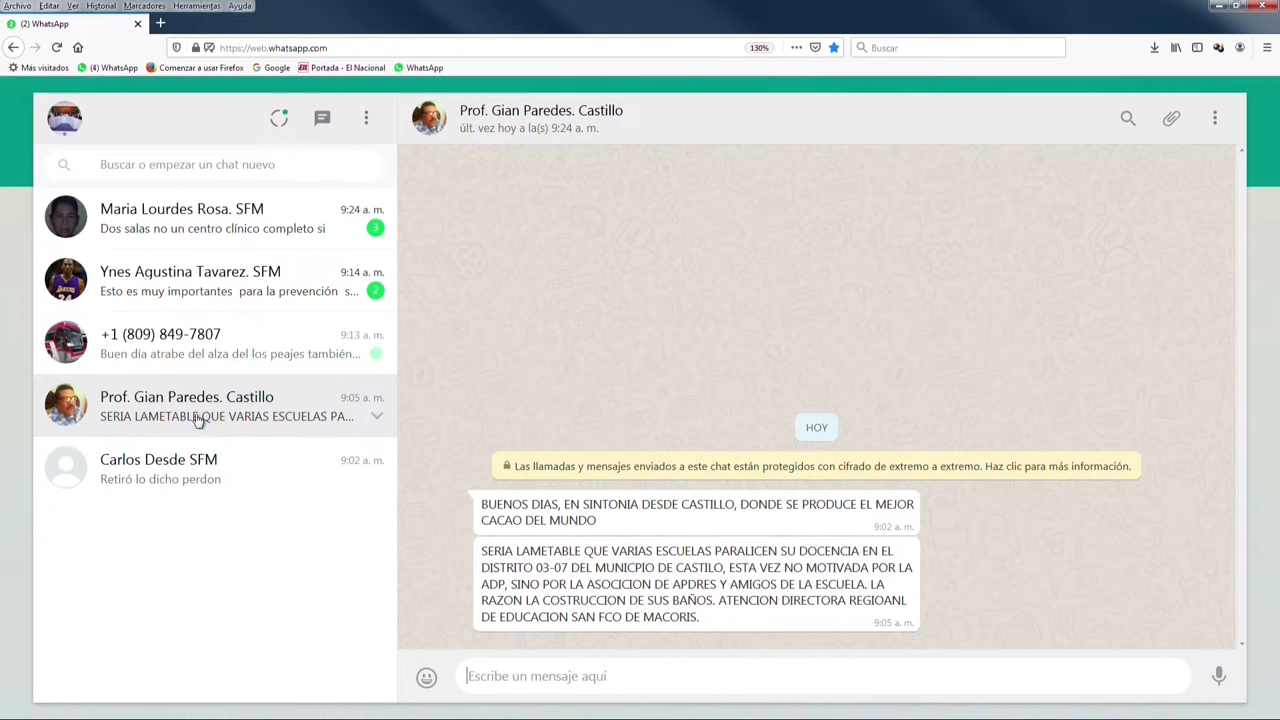 Archivo Editar Ver Historial Marcadores Herramientas Ayuda
(2) WhatsApp
https://web.whatsapp.com
130%
Buscar
Más visitados (4) WhatsApp Comenzar a usar Firefox Google Portada - El Nacional WhatsApp
Buscar o empezar un chat nuevo
Maria Lourdes Rosa. SFM 9:24 a. m.
Dos salas no un centro clínico completo si 3
Ynes Agustina Tavarez. SFM 9:14 a. m.
Esto es muy importantes para la prevención s... 2
+1 (809) 849-7807 9:13 a. m.
Buen día atrabe del alza del los peajes también...
Prof. Gian Paredes. Castillo 9:05 a. m.
SERIA LAMETABLE QUE VARIAS ESCUELAS PA...
Carlos Desde SFM 9:02 a. m.
Retiró lo dicho perdon
Prof. Gian Paredes. Castillo
últ. vez hoy a la(s) 9:24 a. m.
HOY
Las llamadas y mensajes enviados a este chat están protegidos con cifrado de extremo a extremo. Haz clic para más información.
BUENOS DIAS, EN SINTONIA DESDE CASTILLO, DONDE SE PRODUCE EL MEJOR
CACAO DEL MUNDO
9:02 a. m.
SERIA LAMETABLE QUE VARIAS ESCUELAS PARALICEN SU DOCENCIA EN EL
DISTRITO 03-07 DEL MUNICPIO DE CASTILO, ESTA VEZ NO MOTIVADA POR LA
ADP, SINO POR LA ASOCICION DE APDRES Y AMIGOS DE LA ESCUELA. LA
RAZON LA COSTRUCCION DE SUS BAÑOS. ATENCION DIRECTORA REGIOANL
DE EDUCACION SAN FCO DE MACORIS.
9:05 a. m.
Escribe un mensaje aquí